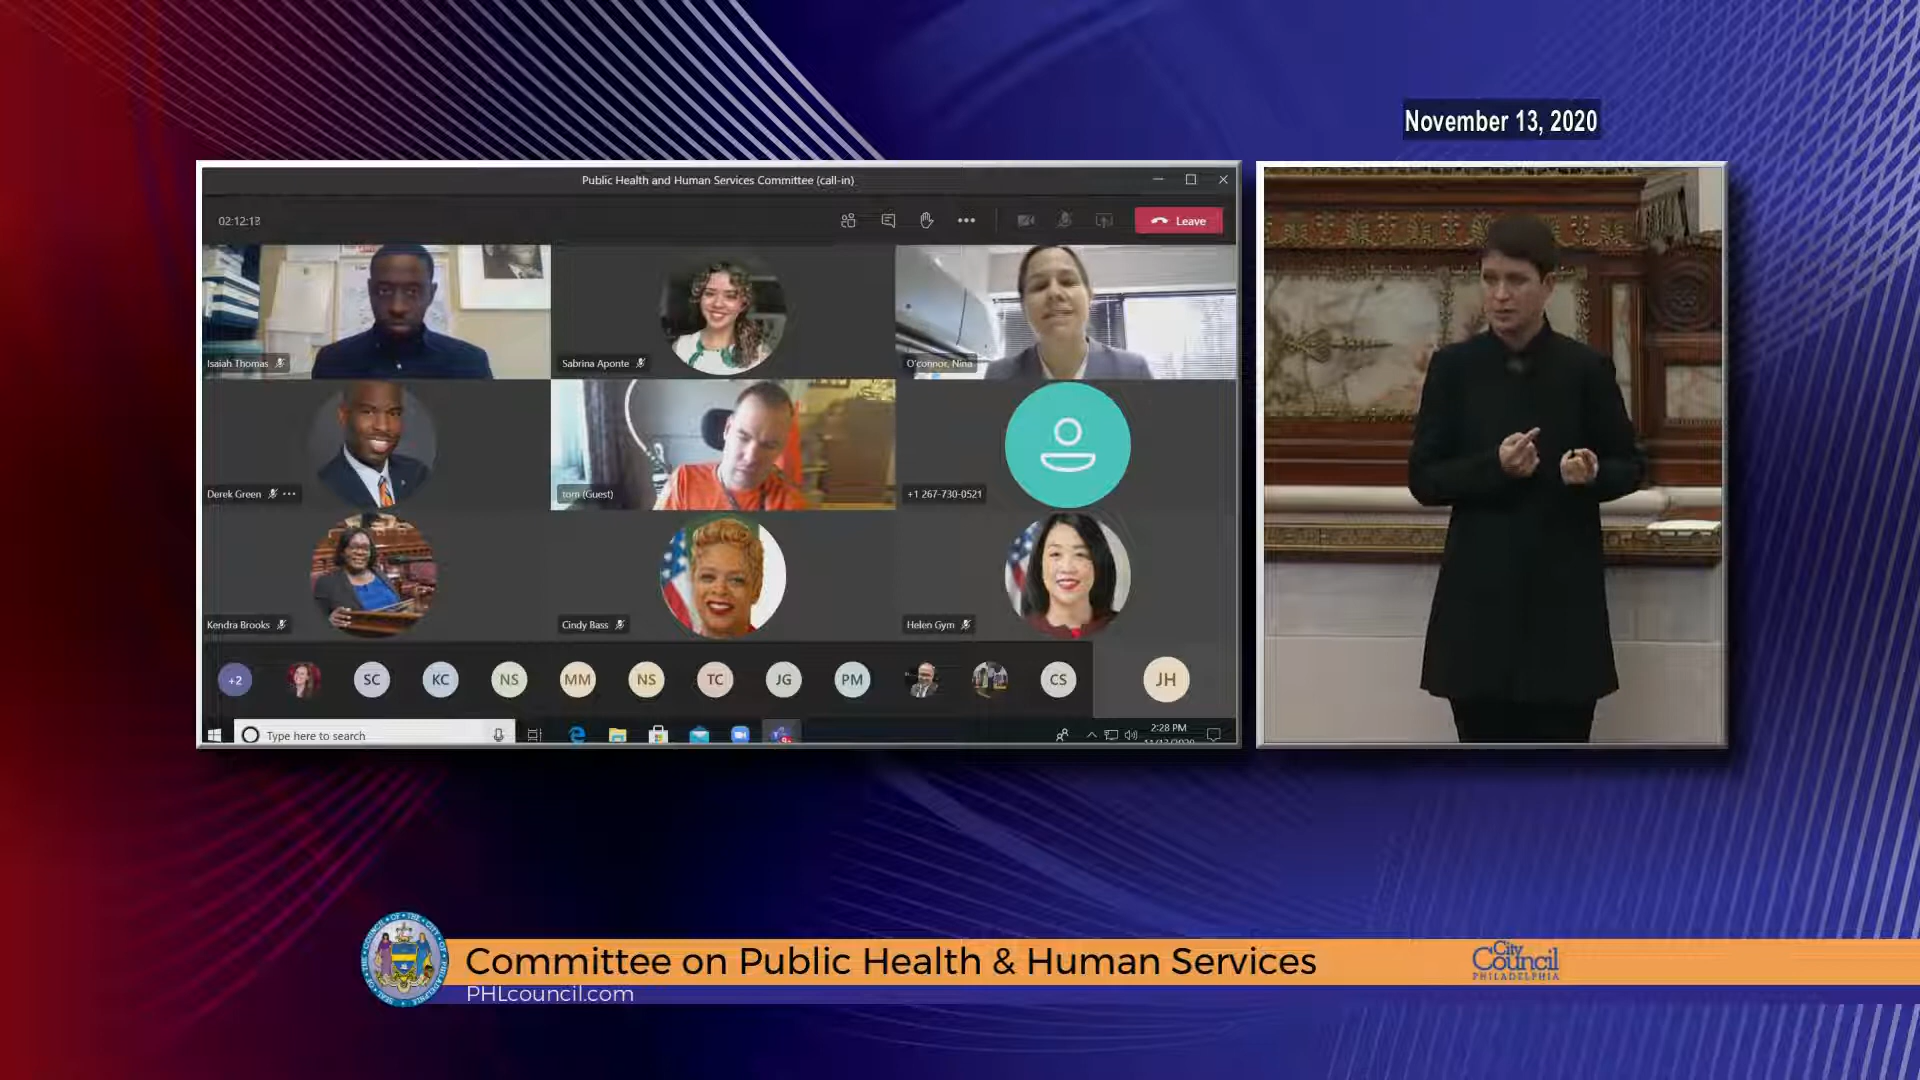 November 13, 2020
Public Health and Human Services Committee (call-in)
02:12:13
Leave
Isaiah Thomas
Sabrina Aponte
O'connor, Nina
Derek Green
tom (Guest)
+1 267-730-0521
Kendra Brooks
Cindy Bass
Helen Gym
+2
SC
KC
NS
MM
NS
TC
JG
PM
CS
JH
Type here to search
2:28 PM
11/13/2020
Committee on Public Health & Human Services
PHLcouncil.com
City
Council
PHILADELPHIA